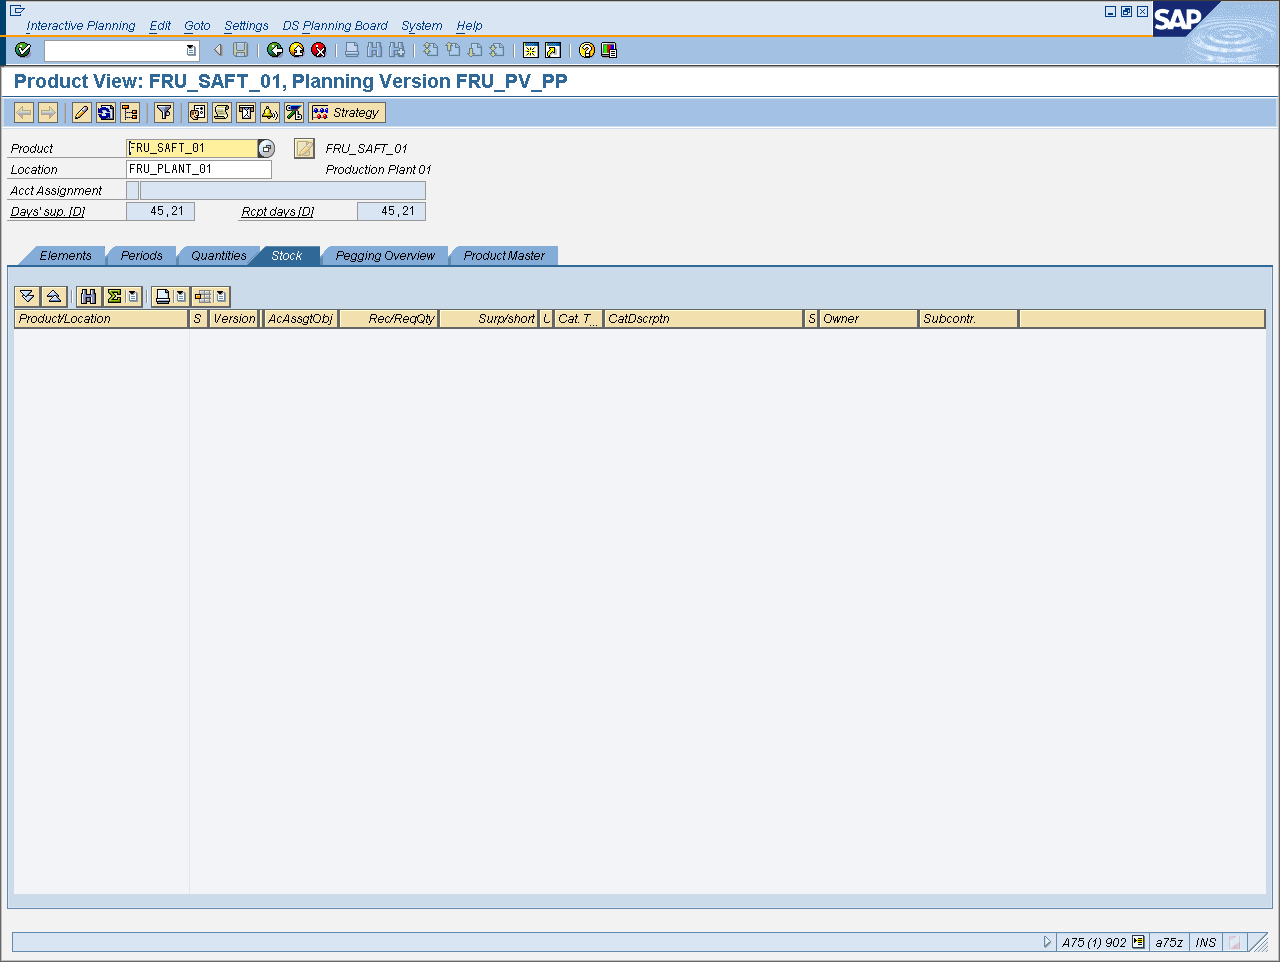 Interactive Planning Edit Goto Settings DS Planning Board System Help
SAP
Product View: FRU_SAFT_01, Planning Version FRU_PV_PP
Strategy
Product FRU_SAFT_01 FRU_SAFT_01
Location FRU_PLANT_01 Production Plant 01
Acct Assignment
Days' sup. [D] 45,21 Rcpt days [D] 45,21
Elements Periods Quantities Stock Pegging Overview Product Master
Product/Location S Version AcAssgtObj Rec/ReqQty Surp/short U Cat. T... CatDscrptn S Owner Subcontr.
A75 (1) 902 a75z INS